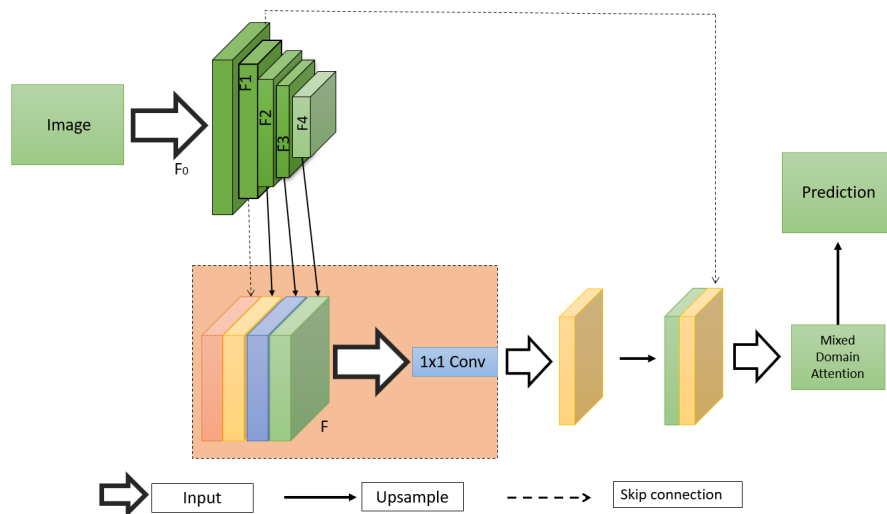 Image
F₀
F1
F2
F3
F4
Prediction
1x1 Conv
F
Mixed
Domain
Attention
Input
Upsample
Skip connection